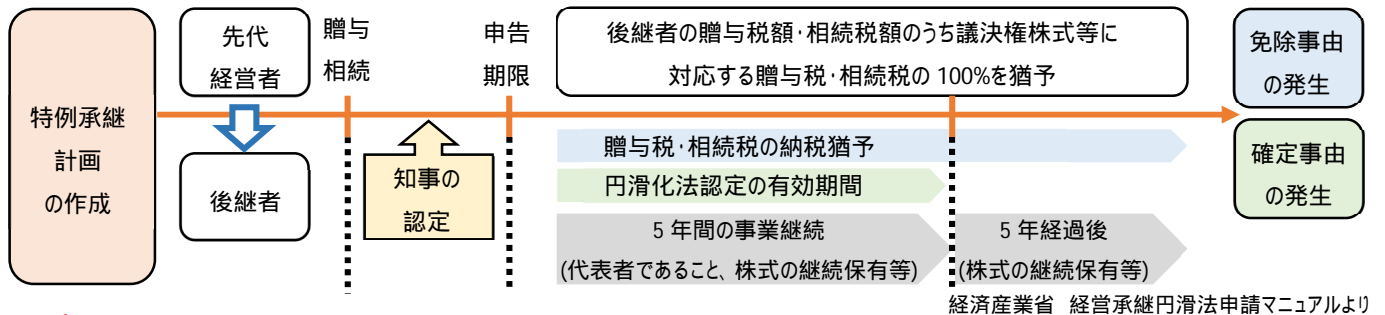 特例承継
計画
の作成
先代
経営者
後継者
贈与
相続
知事の
認定
申告
期限
後継者の贈与税額・相続税額のうち議決権株式等に
対応する贈与税・相続税の 100%を猶予
贈与税・相続税の納税猶予
円滑化法認定の有効期間
5 年間の事業継続
(代表者であること、株式の継続保有等)
5 年経過後
(株式の継続保有等)
免除事由
の発生
確定事由
の発生
経済産業省　経営承継円滑法申請マニュアルより